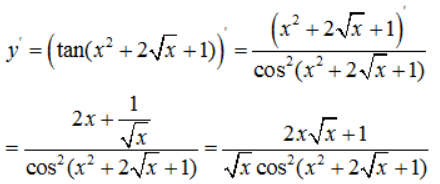 y' = (tan(x² + 2√x + 1))' = (x² + 2√x + 1)' / cos²(x² + 2√x + 1)
= (2x + 1/√x) / cos²(x² + 2√x + 1) = (2x√x + 1) / (√x cos²(x² + 2√x + 1))